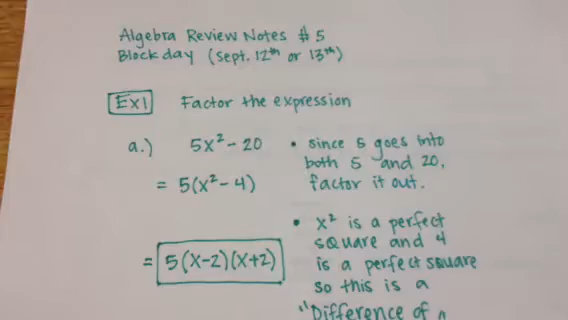 Algebra Review Notes #5
Block day (Sept. 12th or 13th)
Ex1 Factor the expression
a.) 5x² - 20
= 5(x² - 4)
= 5(x-2)(x+2)
• since 5 goes into
both 5 and 20,
factor it out.
• x² is a perfect
square and 4
is a perfect square
so this is a
"Difference of